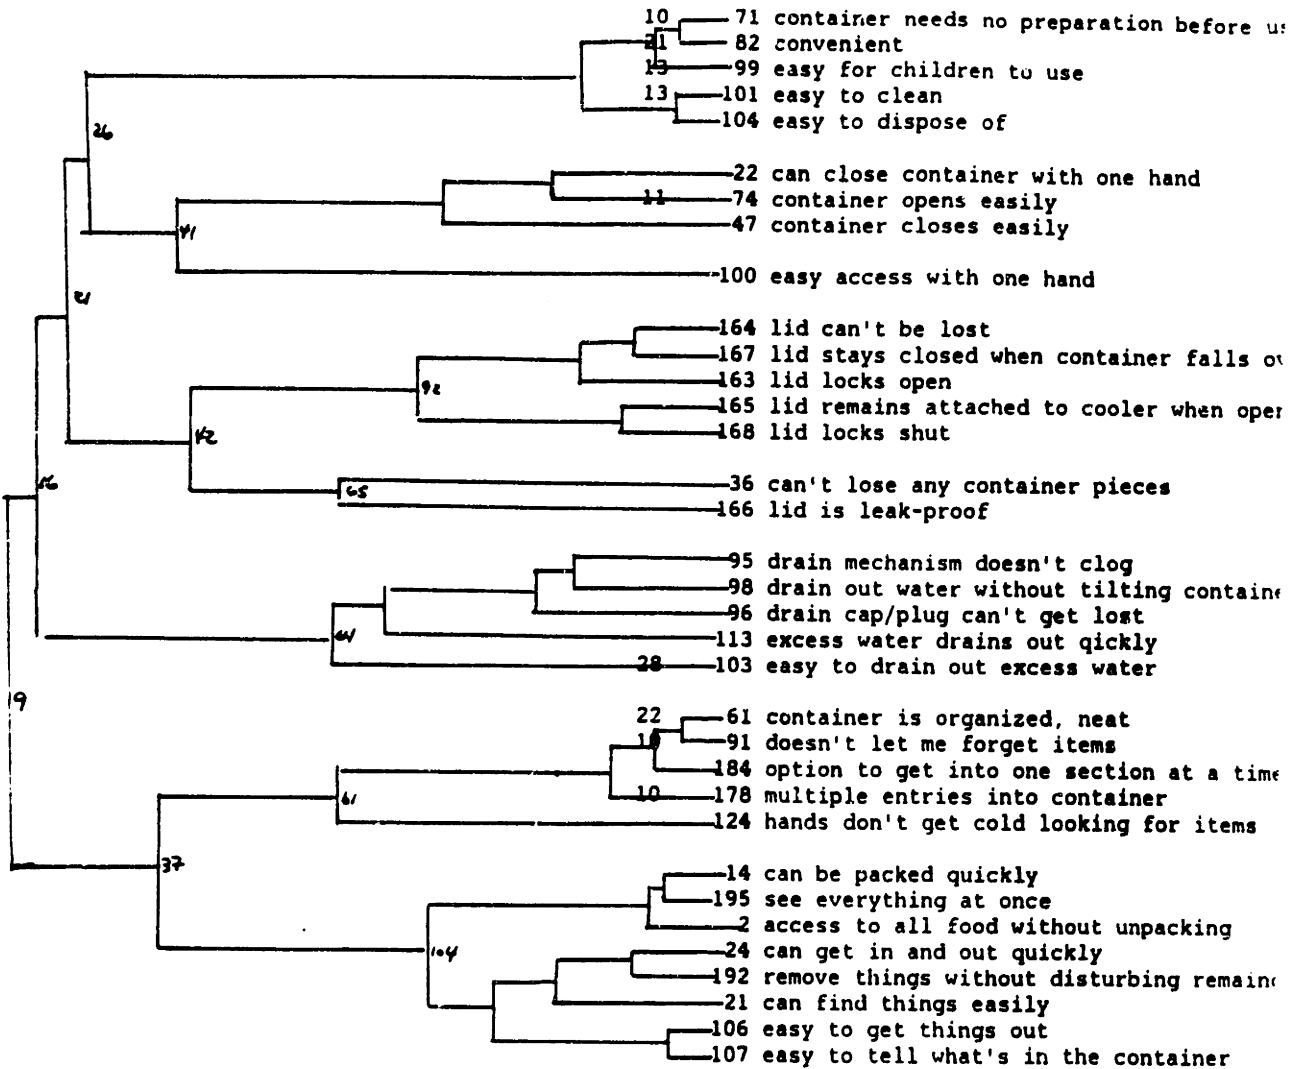 10 71 container needs no preparation before
21 82 convenient
13 99 easy for children to use
13 101 easy to clean
104 easy to dispose of
26
22 can close container with one hand
11 74 container opens easily
47 container closes easily
41
100 easy access with one hand
21
164 lid can't be lost
167 lid stays closed when container falls
163 lid locks open
92
165 lid remains attached to cooler when
168 lid locks shut
42
36 can't lose any container pieces
65
166 lid is leak-proof
56
95 drain mechanism doesn't clog
98 drain out water without tilting
96 drain cap/plug can't get lost
64
113 excess water drains out qickly
28 103 easy to drain out excess water
19
22 61 container is organized, neat
91 doesn't let me forget items
184 option to get into one section at a
61
10 178 multiple entries into container
124 hands don't get cold looking for items
37
14 can be packed quickly
195 see everything at once
2 access to all food without unpacking
104
24 can get in and out quickly
192 remove things without disturbing
21 can find things easily
106 easy to get things out
107 easy to tell what's in the container